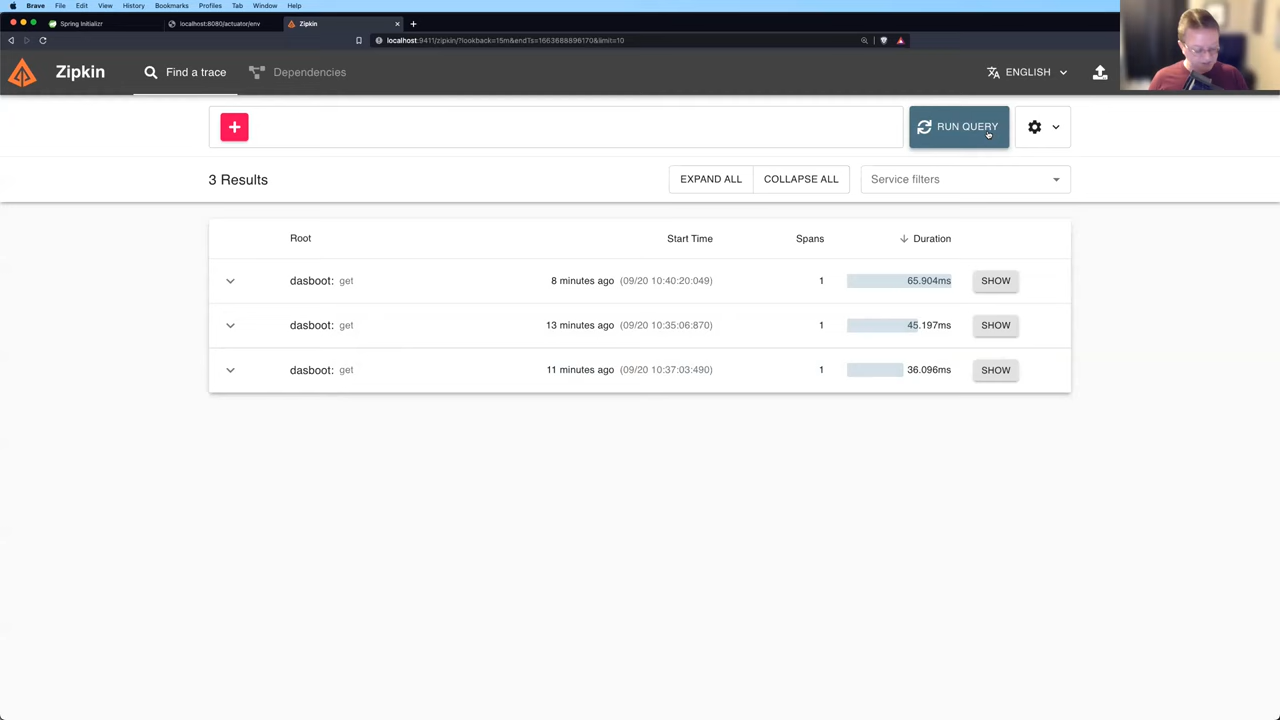 Brave File Edit View History Bookmarks Profiles Tab Window Help
Spring Initializr localhost:8080/actuator/env Zipkin
localhost:9411/zipkin/?lookback=15m&endTs=1663688896170&limit=10
Zipkin Find a trace Dependencies ENGLISH
RUN QUERY
3 Results EXPAND ALL COLLAPSE ALL Service filters
Root Start Time Spans Duration
dasboot: get 8 minutes ago (09/20 10:40:20:049) 1 65.904ms SHOW
dasboot: get 13 minutes ago (09/20 10:35:06:870) 1 45.197ms SHOW
dasboot: get 11 minutes ago (09/20 10:37:03:490) 1 36.096ms SHOW